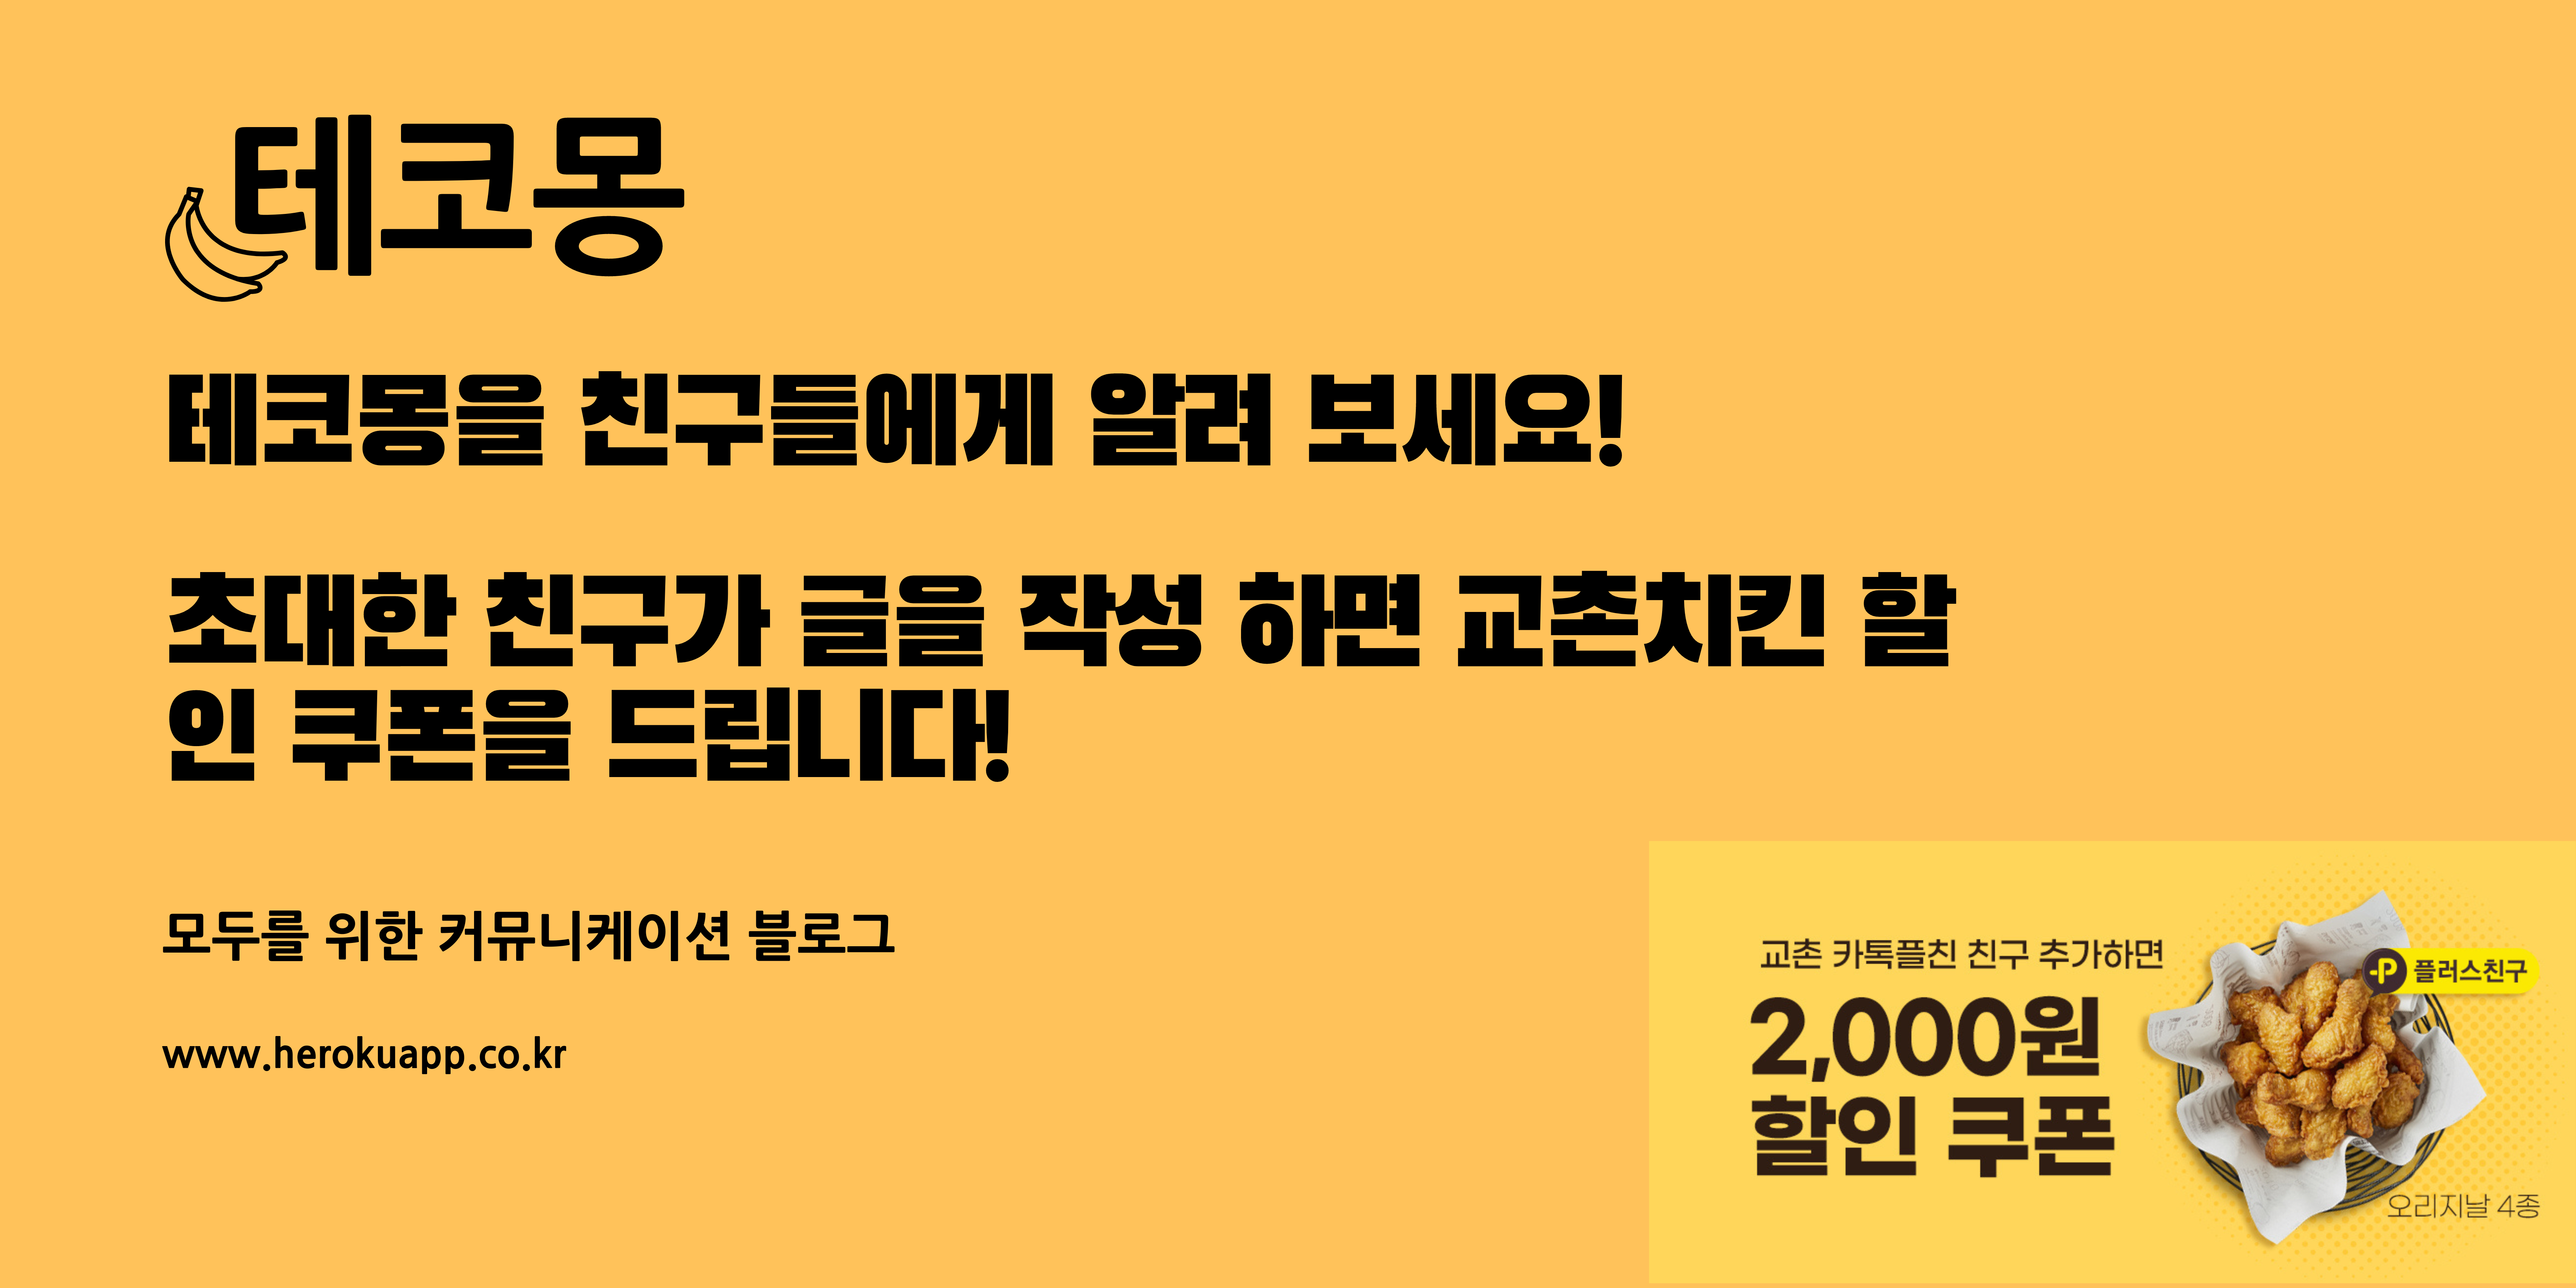 테코몽
테코몽을 친구들에게 알려 보세요!
초대한 친구가 글을 작성 하면 교촌치킨 할
인 쿠폰을 드립니다!
모두를 위한 커뮤니케이션 블로그
www.herokuapp.co.kr
교촌 카톡플친 친구 추가하면
2,000원
할인 쿠폰
P 플러스친구
오리지날 4종